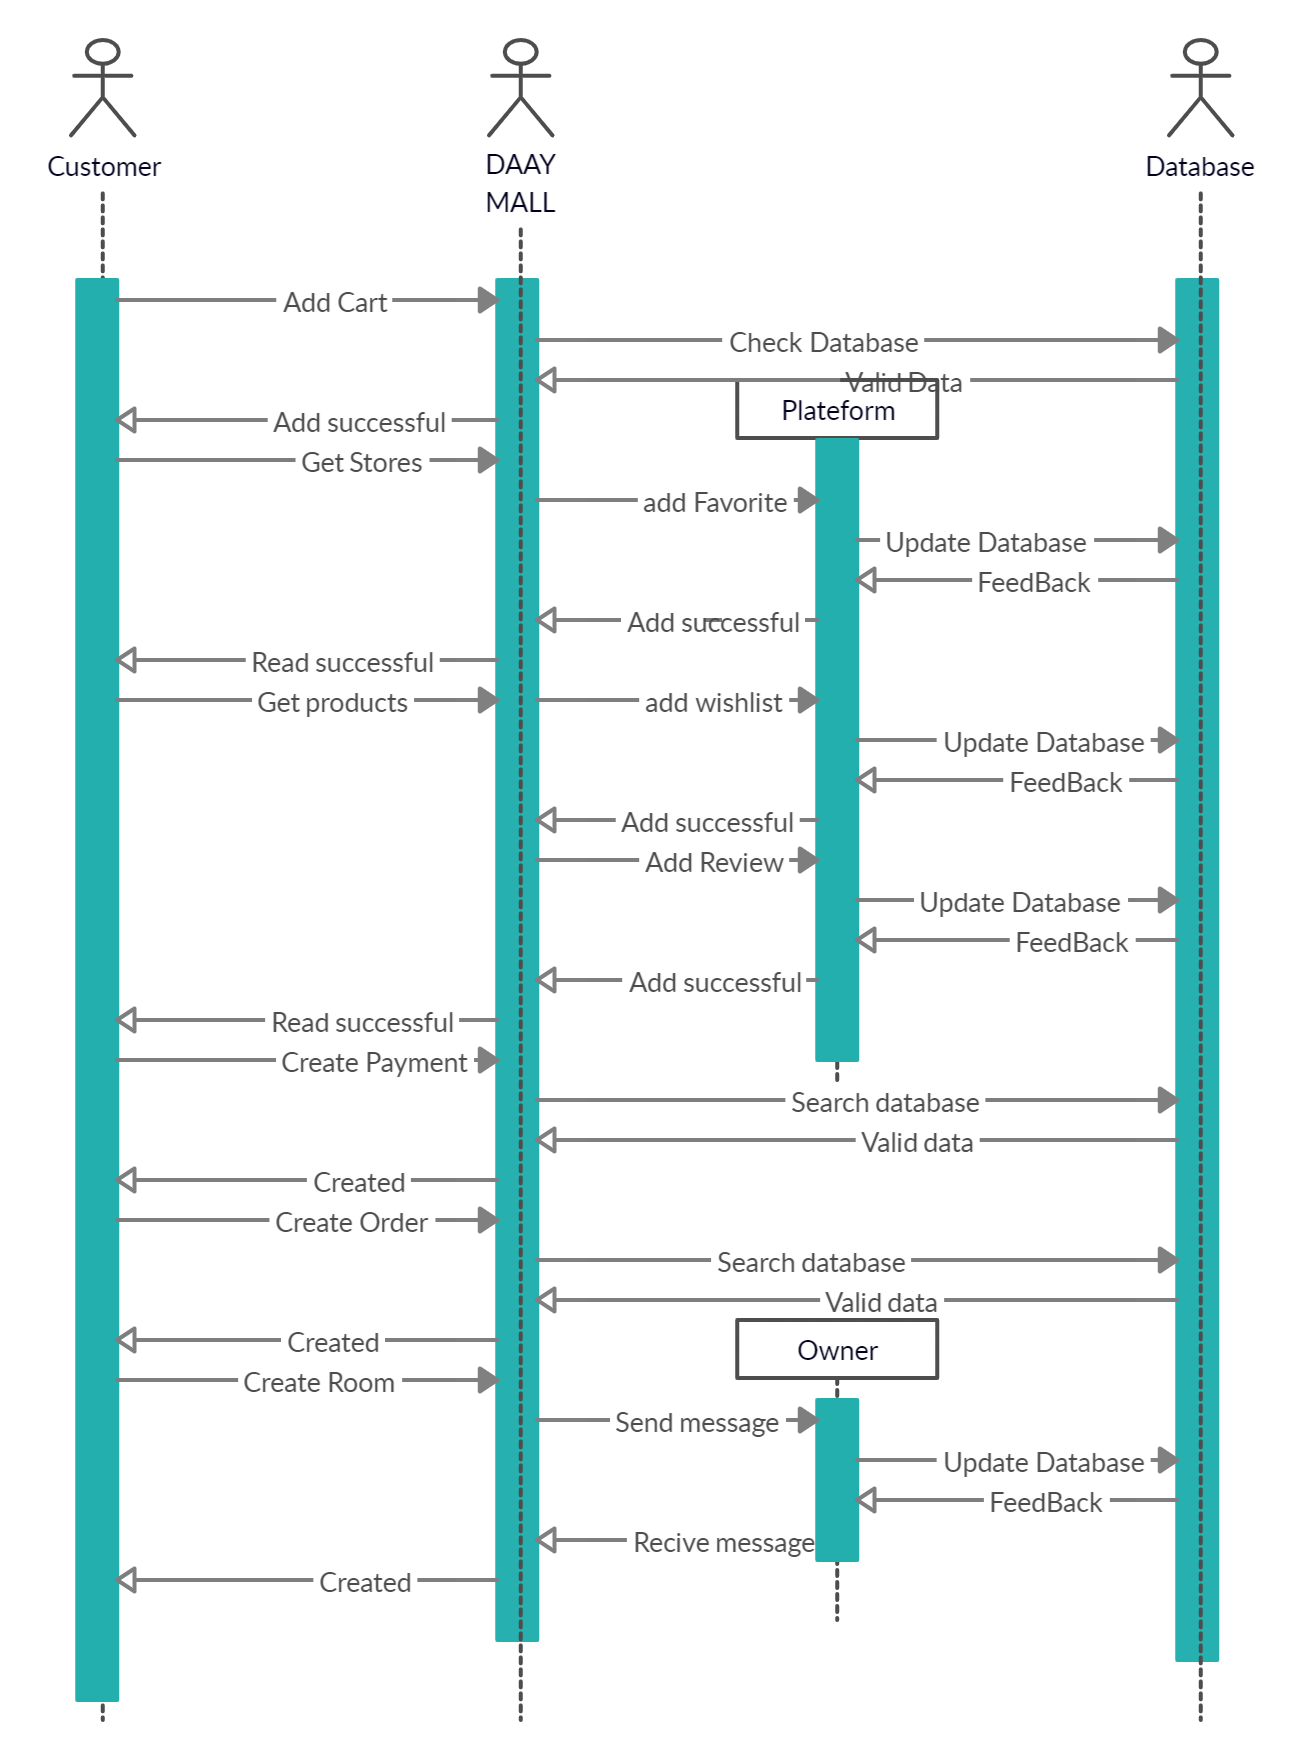 Customer
DAAY
MALL
Database
Add Cart
Check Database
Valid Data
Plateform
Add successful
Get Stores
add Favorite
Update Database
FeedBack
Add successful
Read successful
Get products
add wishlist
Update Database
FeedBack
Add successful
Add Review
Update Database
FeedBack
Add successful
Read successful
Create Payment
Search database
Valid data
Created
Create Order
Search database
Valid data
Created
Owner
Create Room
Send message
Update Database
FeedBack
Recive message
Created